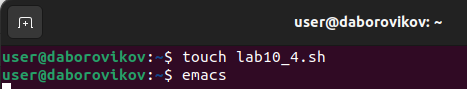 user@daborovikov: ~
user@daborovikov:~$ touch lab10_4.sh
user@daborovikov:~$ emacs